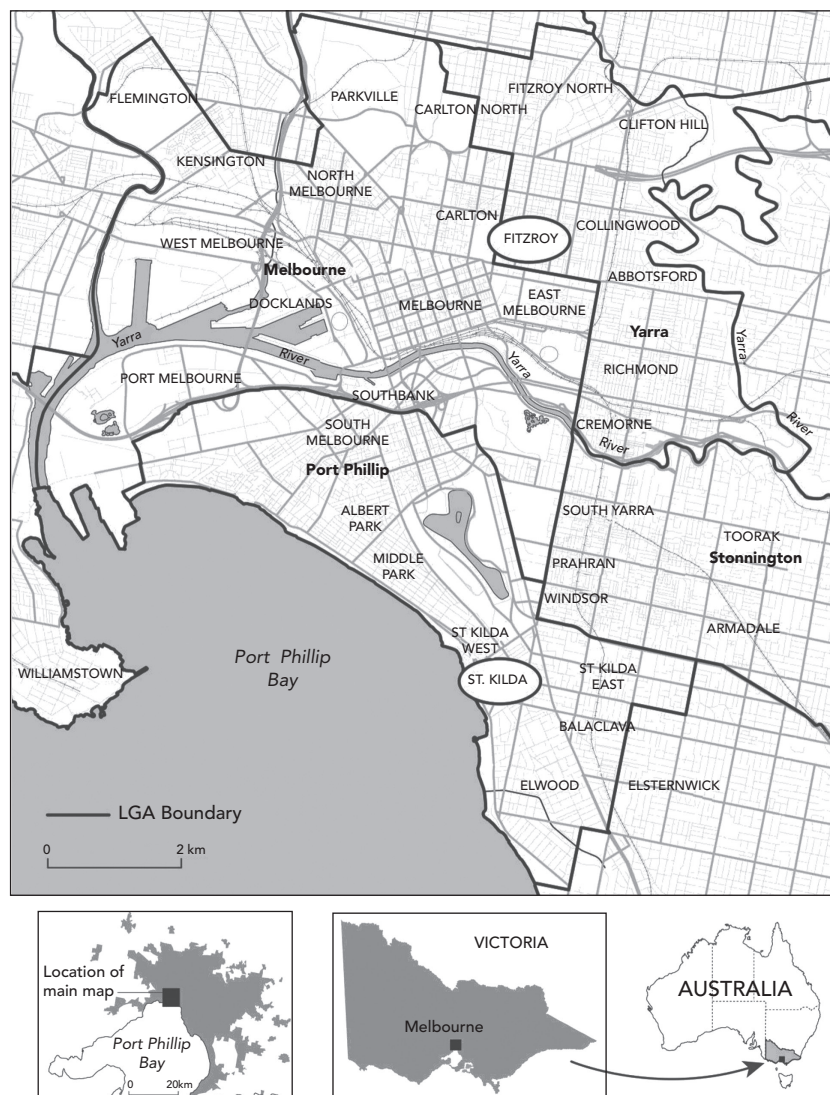 FLEMINGTON
PARKVILLE
FITZROY NORTH
CARLTON NORTH
CLIFTON HILL
KENSINGTON
NORTH
MELBOURNE
CARLTON
FITZROY
COLLINGWOOD
WEST MELBOURNE
Melbourne
ABBOTSFORD
DOCKLANDS
MELBOURNE
EAST
MELBOURNE
Yarra
Yarra
River
Yarra
River
Yarra
River
PORT MELBOURNE
RICHMOND
SOUTHBANK
SOUTH
MELBOURNE
CREMORNE
Port Phillip
ALBERT
PARK
SOUTH YARRA
TOORAK
Stonnington
MIDDLE
PARK
PRAHRAN
WINDSOR
ARMADALE
ST KILDA
WEST
WILLIAMSTOWN
Port Phillip
Bay
ST. KILDA
ST KILDA
EAST
BALACLAVA
ELWOOD
ELSTERNWICK
LGA Boundary
0 2 km
Location of
main map
Port Phillip
Bay
0 20km
VICTORIA
Melbourne
AUSTRALIA